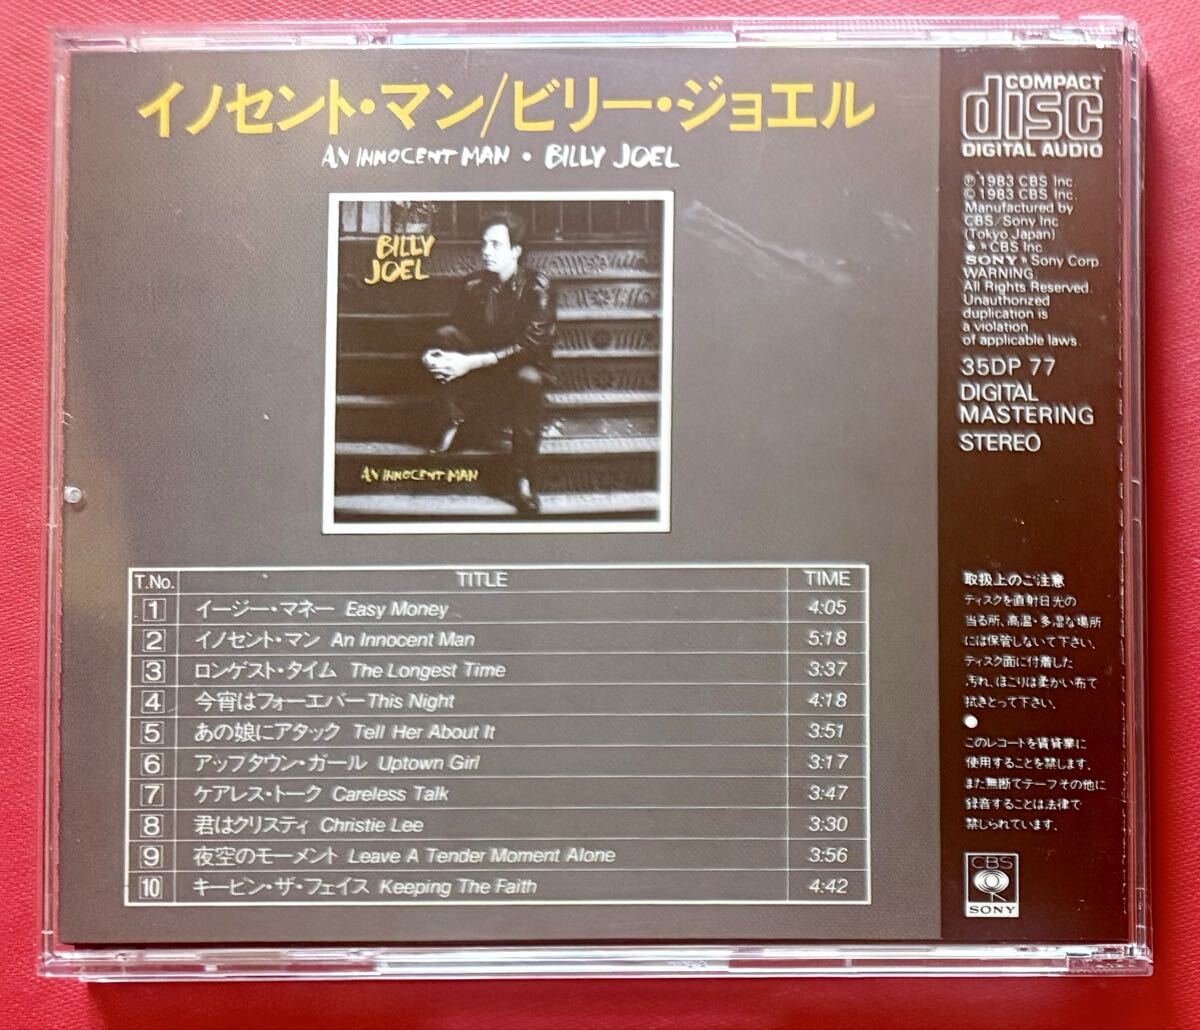 イノセント・マン/ビリー・ジョエル
AN INNOCENT MAN • BILLY JOEL
BILLY
JOEL
AN INNOCENT MAN
T.No. TITLE TIME
1 イージー・マネー Easy Money 4:05
2 イノセント・マン An Innocent Man 5:18
3 ロンゲスト・タイム The Longest Time 3:37
4 今宵はフォーエバー This Night 4:18
5 あの娘にアタック Tell Her About It 3:51
6 アップタウン・ガール Uptown Girl 3:17
7 ケアレス・トーク Careless Talk 3:47
8 君はクリスティ Christie Lee 3:30
9 夜空のモーメント Leave A Tender Moment Alone 3:56
10 キーピン・ザ・フェイス Keeping The Faith 4:42
COMPACT
disc
DIGITAL AUDIO
℗ 1983 CBS Inc.
© 1983 CBS Inc.
Manufactured by
CBS/Sony Inc
(Tokyo Japan)
CBS Inc
SONY Sony Corp.
WARNING
All Rights Reserved.
Unauthorized
duplication is
a violation
of applicable laws.
35DP 77
DIGITAL
MASTERING
STEREO
取扱上のご注意
ディスクを直射日光の
当る所、高温・多湿な場所
には保管しないで下さい。
ディスク面に付着した
汚れ、ほこりは柔かい布で
拭きとって下さい。
●
このレコードを賃貸業に
使用することを禁じます。
また無断でテープその他に
録音することは法律で
禁じられています。
CBS
SONY